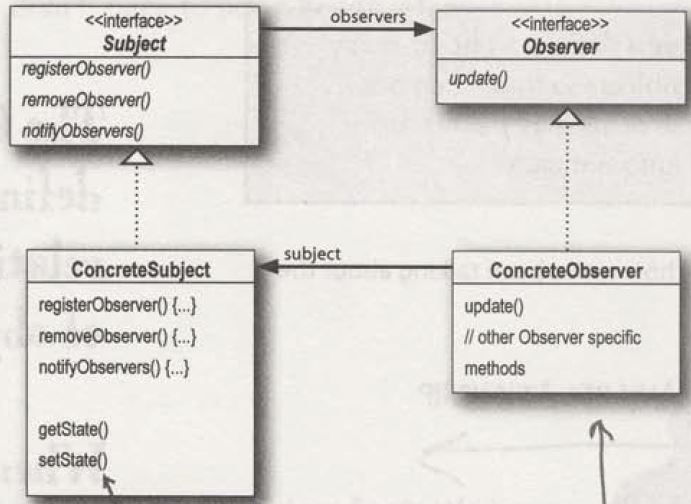 <<interface>>
Subject
registerObserver()
removeObserver()
notifyObservers()
observers
<<interface>>
Observer
update()
ConcreteSubject
registerObserver() {...}
removeObserver() {...}
notifyObservers() {...}
getState()
setState()
subject
ConcreteObserver
update()
// other Observer specific
methods